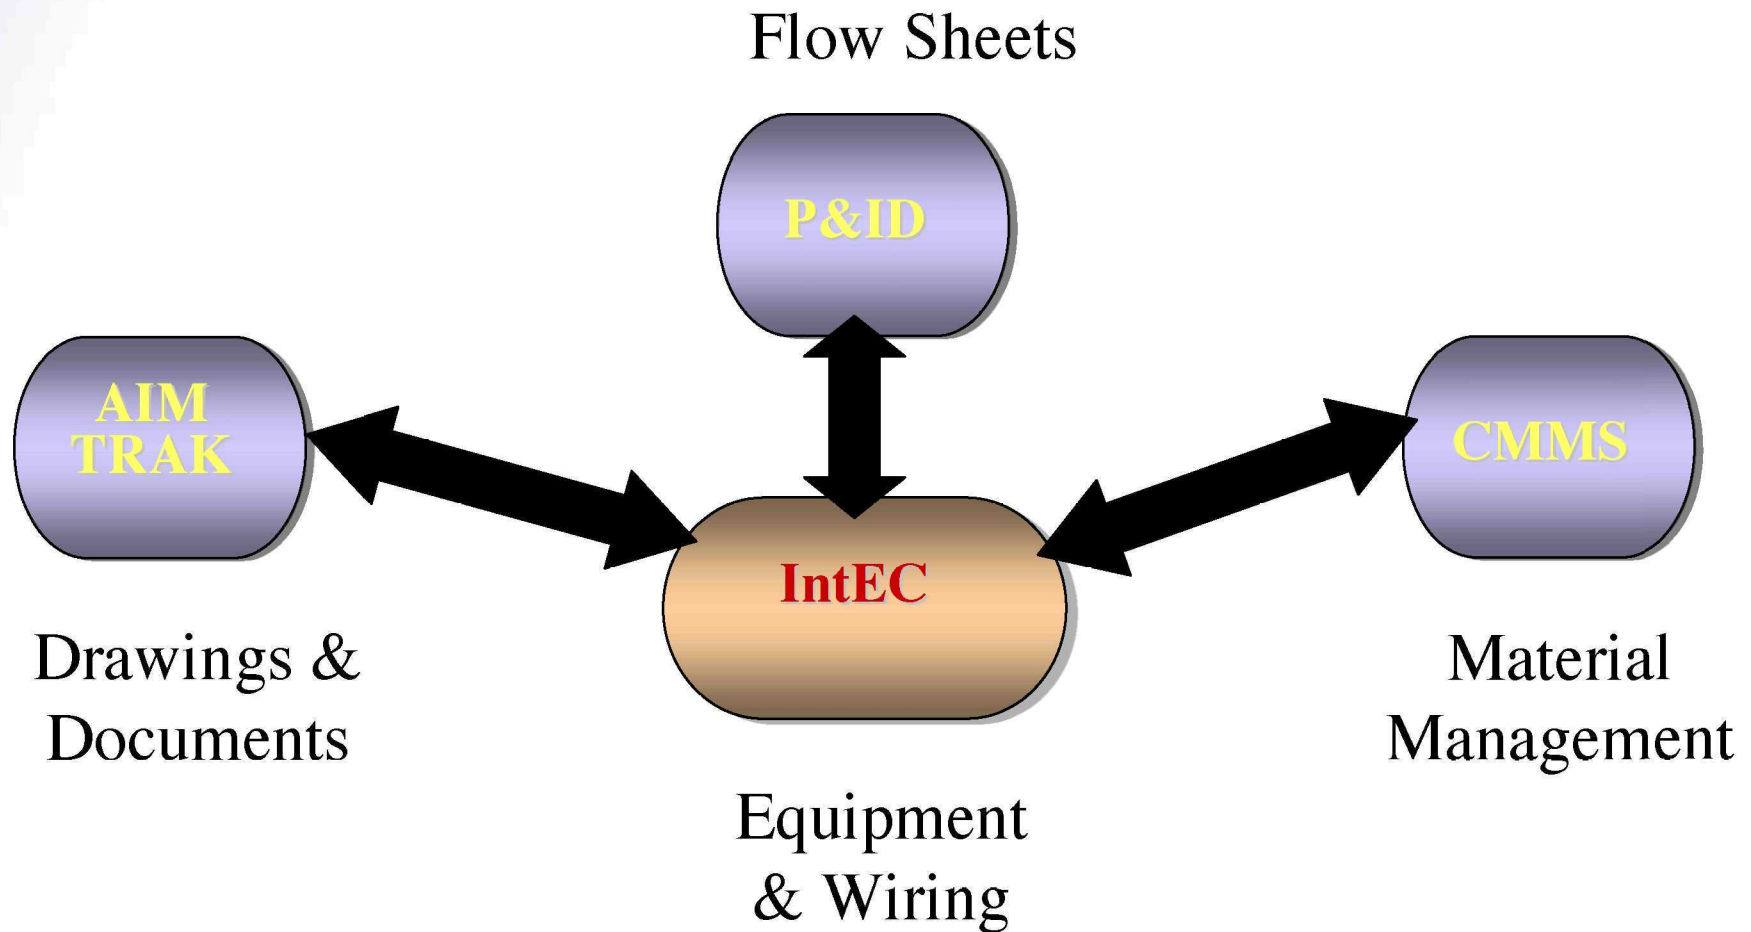 Flow Sheets
P&ID
AIM
TRAK
CMMS
IntEC
Drawings &
Documents
Material
Management
Equipment
& Wiring